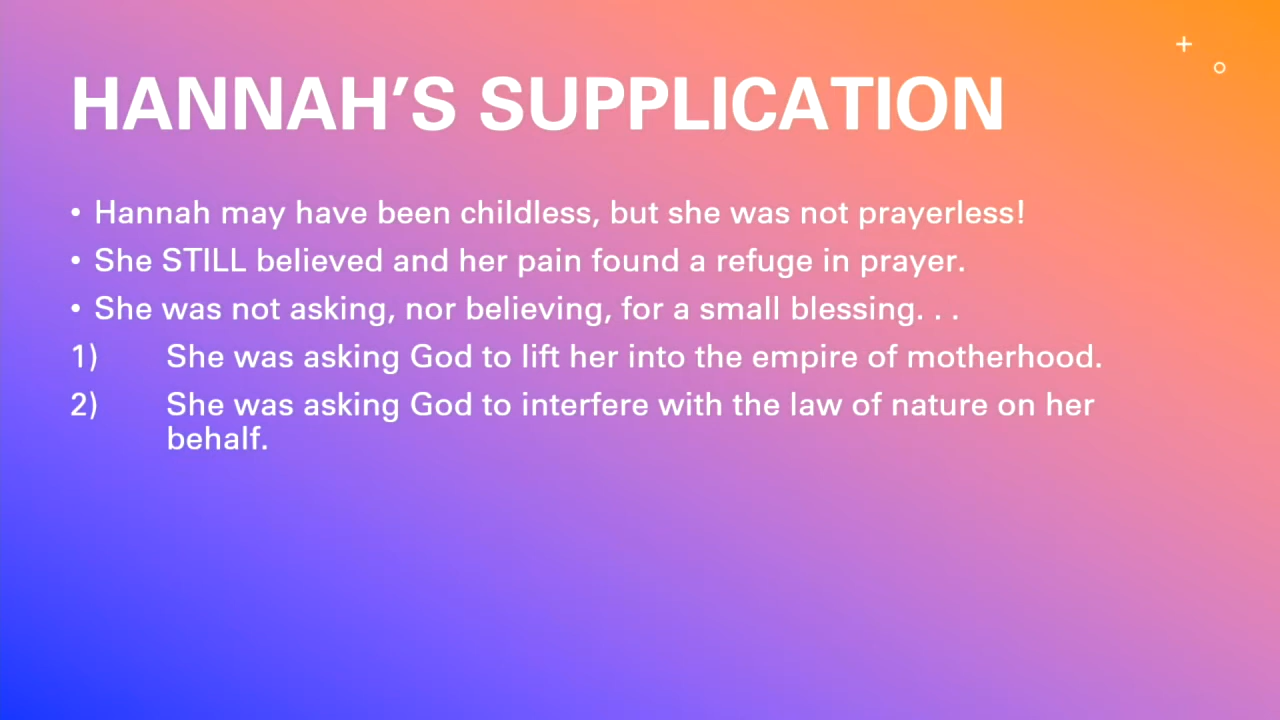 HANNAH’S SUPPLICATION
• Hannah may have been childless, but she was not prayerless!
• She STILL believed and her pain found a refuge in prayer.
• She was not asking, nor believing, for a small blessing. . .
1) She was asking God to lift her into the empire of motherhood.
2) She was asking God to interfere with the law of nature on her
behalf.